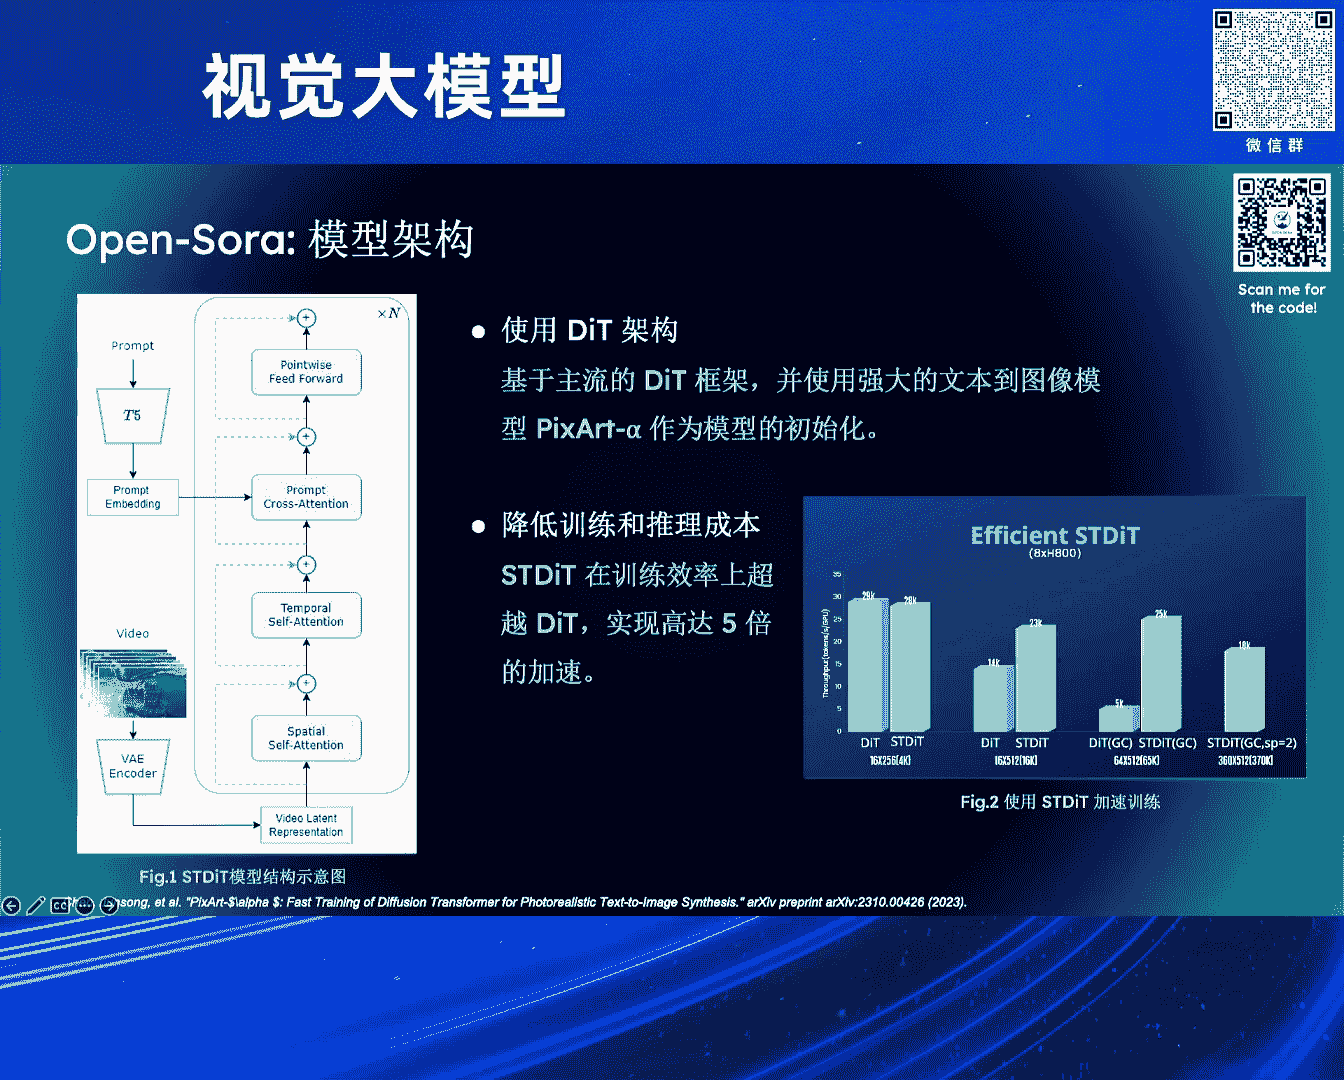 视觉大模型
微信群
Scan me for
the code!
Open-Sora: 模型架构
×N
Prompt
T5
Prompt
Embedding
Video
VAE
Encoder
Pointwise
Feed Forward
Prompt
Cross-Attention
Temporal
Self-Attention
Spatial
Self-Attention
Video Latent
Representation
Fig.1 STDiT模型结构示意图
● 使用 DiT 架构
基于主流的 DiT 框架，并使用强大的文本到图像模
型 PixArt-α 作为模型的初始化。
● 降低训练和推理成本
STDiT 在训练效率上超
越 DiT，实现高达 5 倍
的加速。
Efficient STDiT
(8xH800)
Throughput(tokens/s/GPU)
35
30
25
20
15
10
5
0
29k
28k
14k
23k
5k
25k
18k
DiT STDiT
DiT STDiT
DiT(GC) STDiT(GC)
STDiT(GC,sp=2)
16X256(4K)
16X512(16K)
64X512(65K)
360X512(370K)
Fig.2 使用 STDiT 加速训练
et al. "PixArt-$\alpha $: Fast Training of Diffusion Transformer for Photorealistic Text-to-Image Synthesis." arXiv preprint arXiv:2310.00426 (2023).